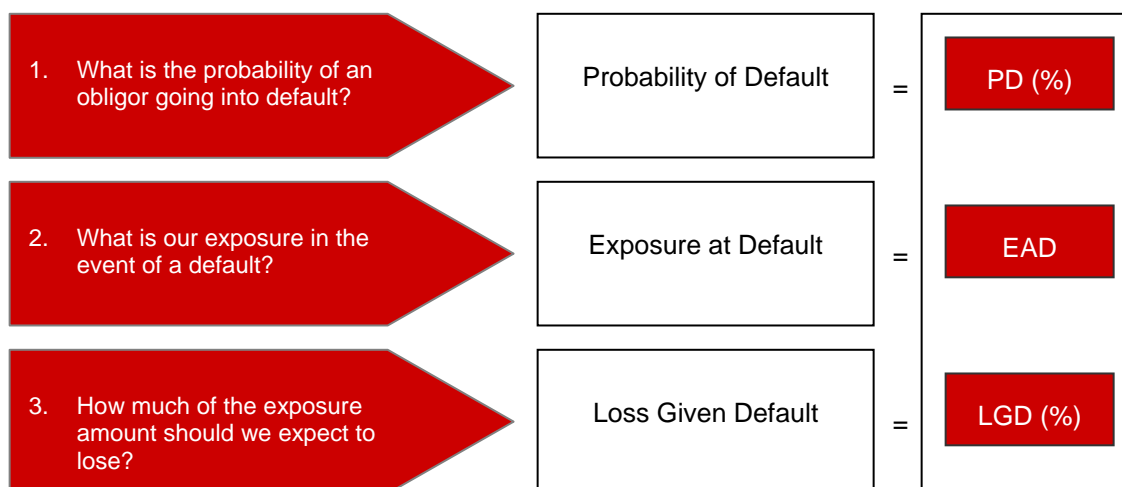 1. What is the probability of an
obligor going into default?
Probability of Default
=
PD (%)
2. What is our exposure in the
event of a default?
Exposure at Default
=
EAD
3. How much of the exposure
amount should we expect to
lose?
Loss Given Default
=
LGD (%)